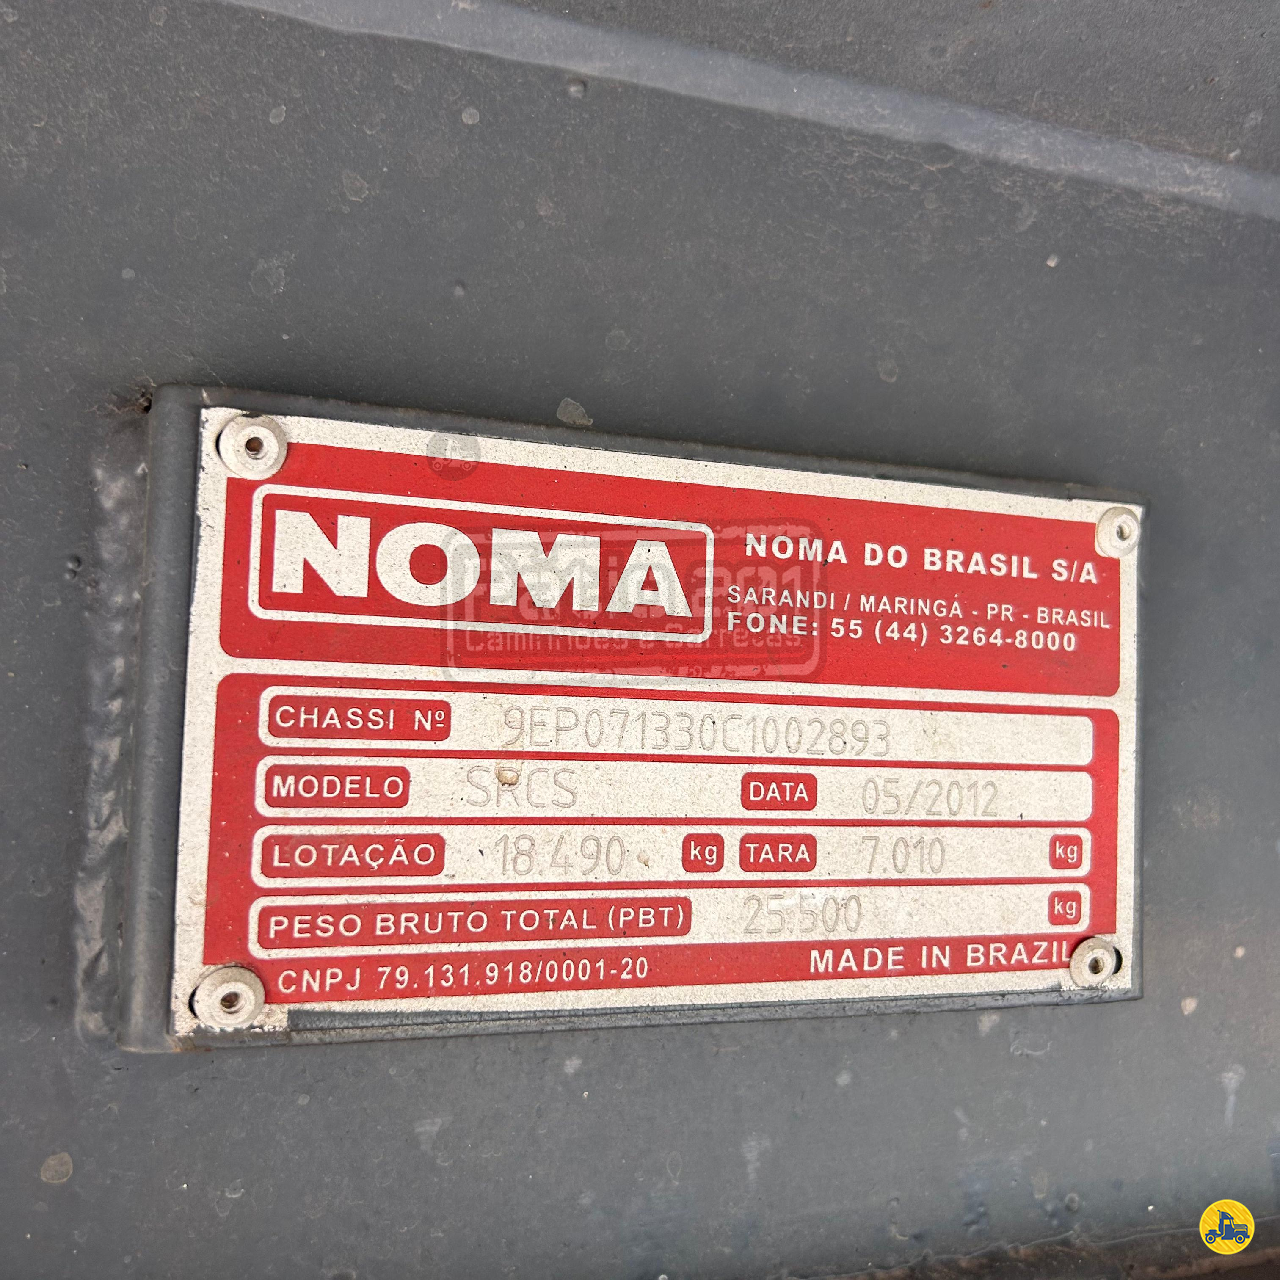 NOMA
NOMA DO BRASIL S/A
SARANDI / MARINGÁ - PR - BRASIL
FONE: 55 (44) 3264-8000
Caminhões e Carretas
CHASSI Nº 9EP071330C1002893
MODELO SRCS DATA 05/2012
LOTAÇÃO 18.490 kg TARA 7.010 kg
PESO BRUTO TOTAL (PBT) 25.500 kg
CNPJ 79.131.918/0001-20 MADE IN BRAZIL